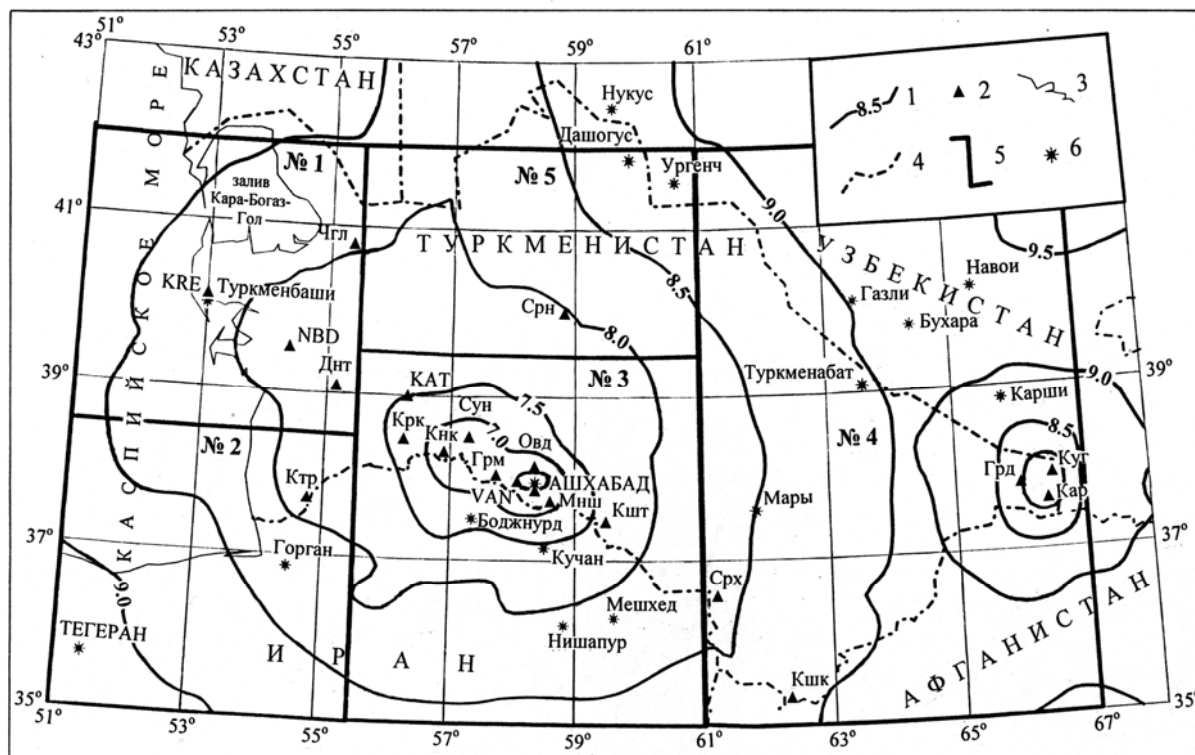 51° 53° 55° 57° 59° 61°
43°
КАЗАХСТАН
Нукус
Дашогус
Ургенч
8.5 1 2 3
4 5 6
№ 1
№ 5
залив
Кара-Богаз-
Гол
41°
Чгл
ТУРКМЕНИСТАН
9.0
9.5
УЗБЕКИСТАН
Навои
Газли
Бухара
KRE Туркменбаши
8.5
NBD
Срн
8.0
КАСПИЙСКОЕ МОРЕ
39°
Днт
KAT
№ 3
Туркменабат
9.0
39°
Карши
7.5
Сун
Крк
Кнк
7.0
Овд
№ 2
№ 4
8.5
Грм
Грд
Куг
Ктр
VAN
АШХАБАД
Мнш
Кар
Кшт
Мары
Боджнурд
37°
Горган
Кучан
37°
9.0
Срх
Мешхед
ТЕГЕРАН
Нишапур
ИРАН
АФГАНИСТАН
Кшк
35°
35°
51° 53° 55° 57° 59° 61° 63° 65° 67°